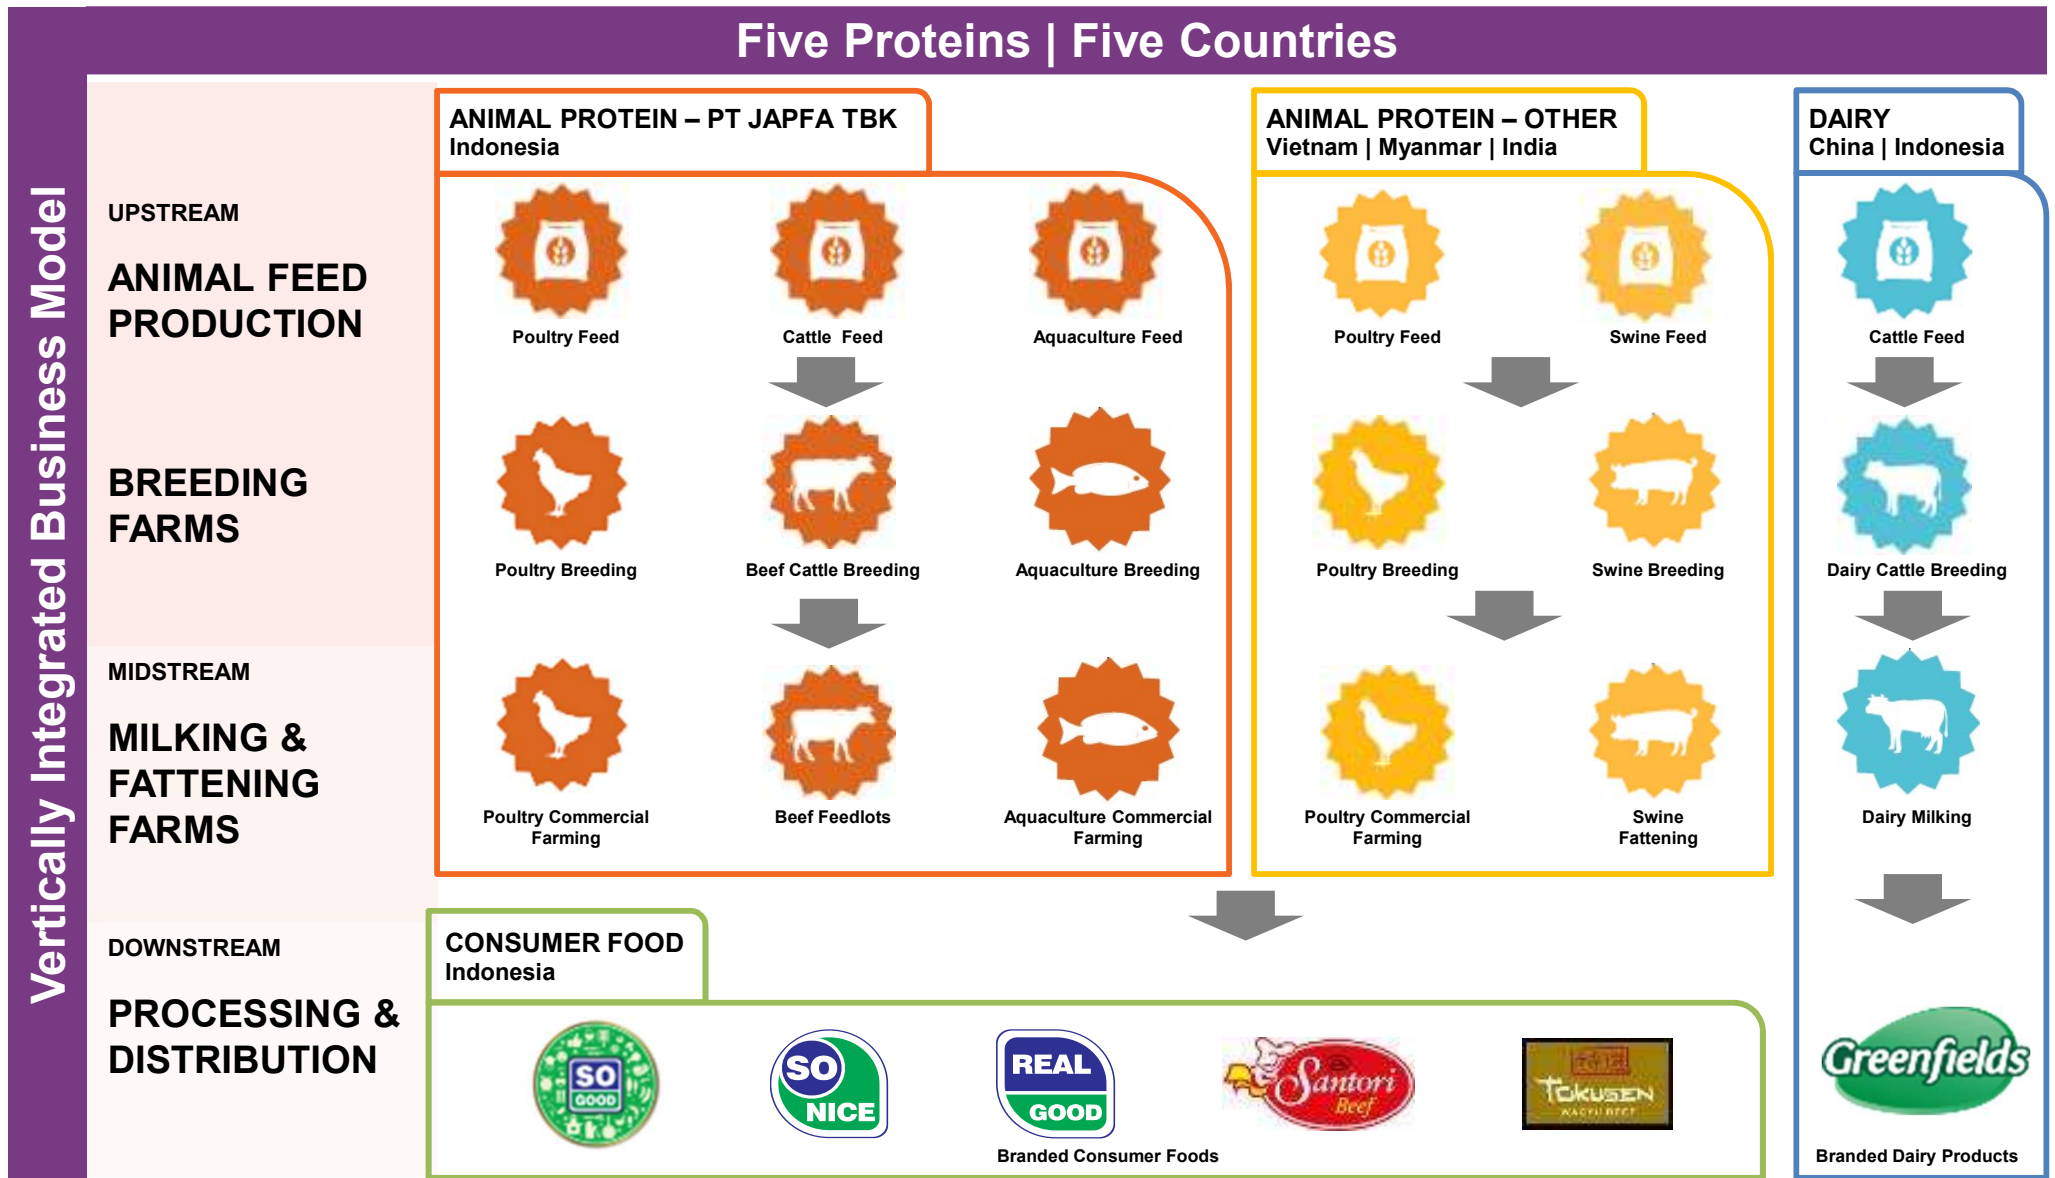 Five Proteins | Five Countries
Vertically Integrated Business Model
ANIMAL PROTEIN – PT JAPFA TBK
Indonesia
ANIMAL PROTEIN – OTHER
Vietnam | Myanmar | India
DAIRY
China | Indonesia
UPSTREAM
ANIMAL FEED
PRODUCTION
Poultry Feed
Cattle Feed
Aquaculture Feed
Poultry Feed
Swine Feed
Cattle Feed
BREEDING
FARMS
Poultry Breeding
Beef Cattle Breeding
Aquaculture Breeding
Poultry Breeding
Swine Breeding
Dairy Cattle Breeding
MIDSTREAM
MILKING &
FATTENING
FARMS
Poultry Commercial
Farming
Beef Feedlots
Aquaculture Commercial
Farming
Poultry Commercial
Farming
Swine
Fattening
Dairy Milking
DOWNSTREAM
PROCESSING &
DISTRIBUTION
CONSUMER FOOD
Indonesia
SO
GOOD
SO
NICE
REAL
GOOD
Santori
Beef
TOKUSEN
WAGYU BEEF
Greenfields
Branded Consumer Foods
Branded Dairy Products